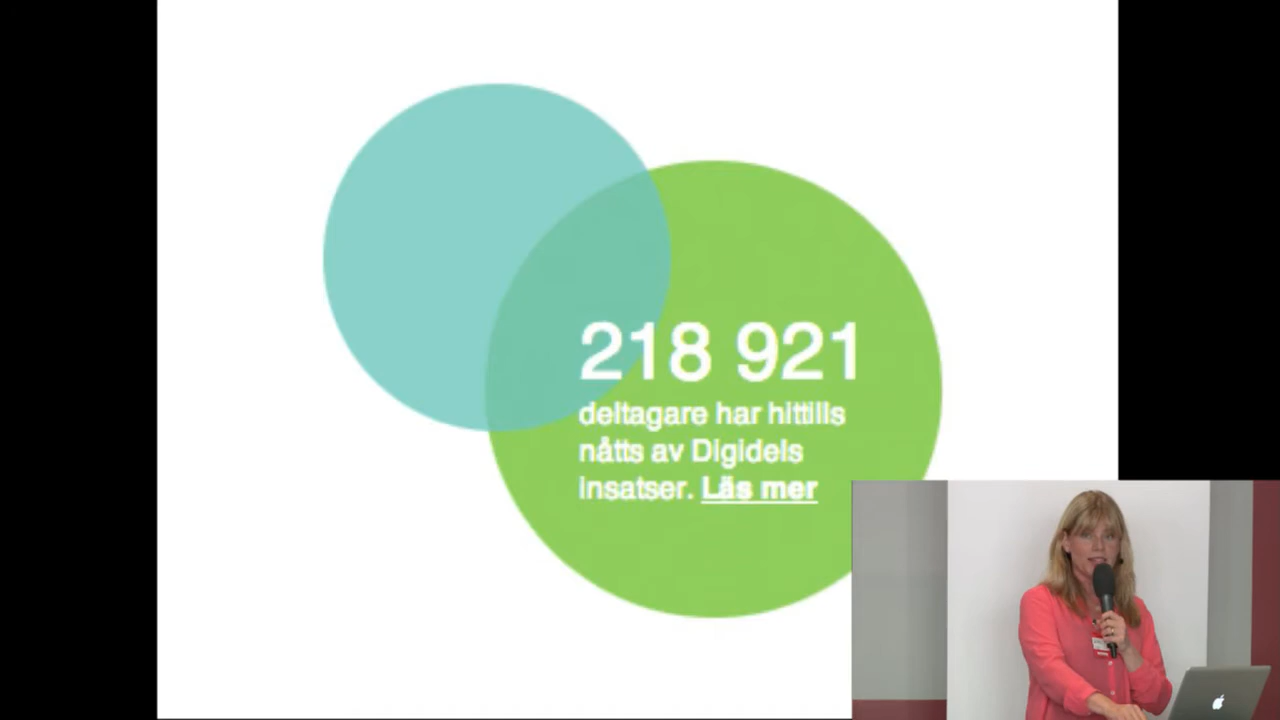 218 921
deltagare har hittills
nåtts av Digidels
insatser. Läs mer